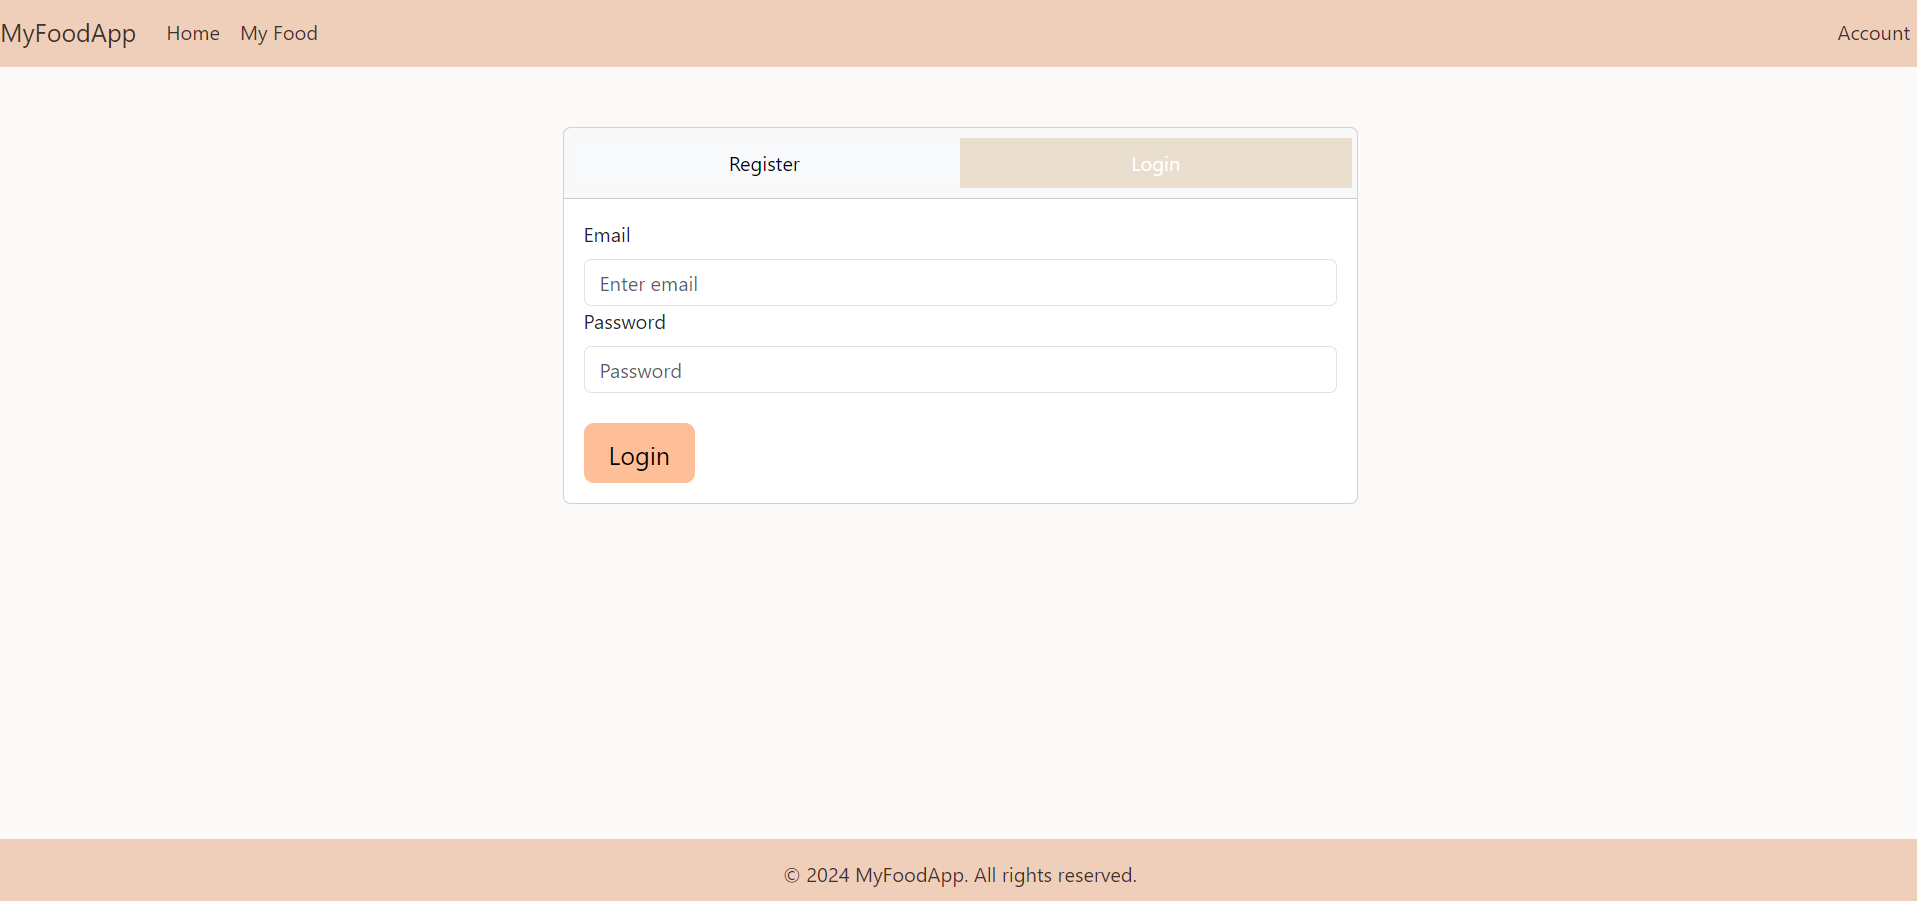 MyFoodApp Home My Food Account
Register Login
Email
Enter email
Password
Password
Login
© 2024 MyFoodApp. All rights reserved.